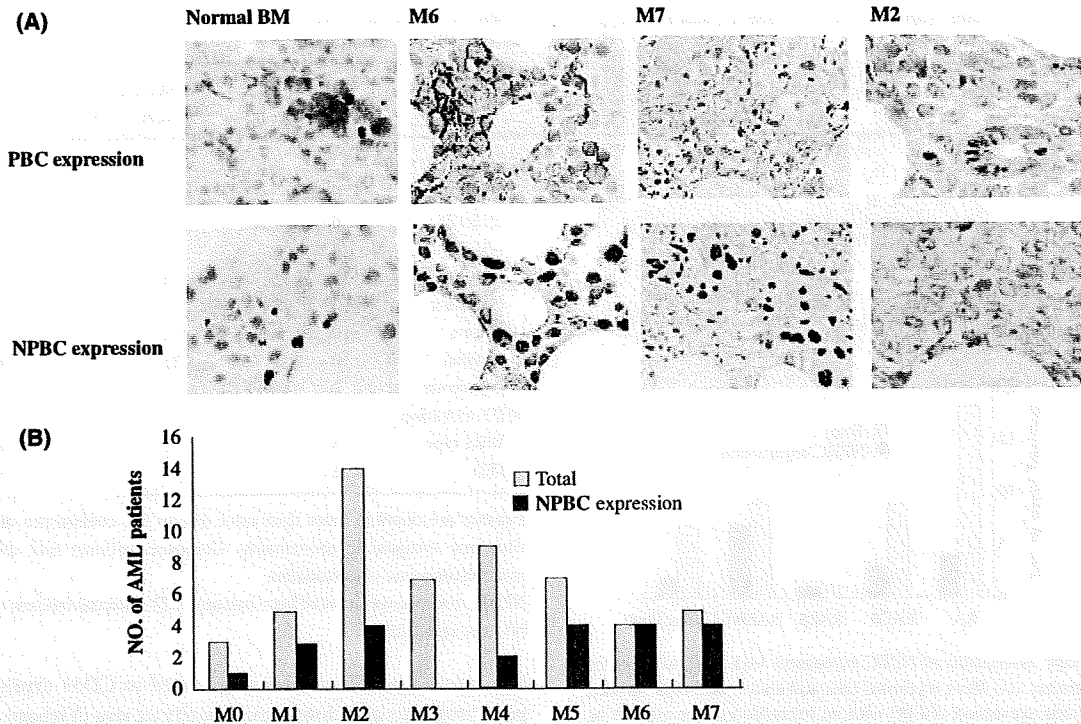 (A)
Normal BM M6 M7 M2
PBC expression
NPBC expression
(B)
NO. of AML patients
16
14
12
10
8
6
4
2
0
Total
NPBC expression
M0 M1 M2 M3 M4 M5 M6 M7